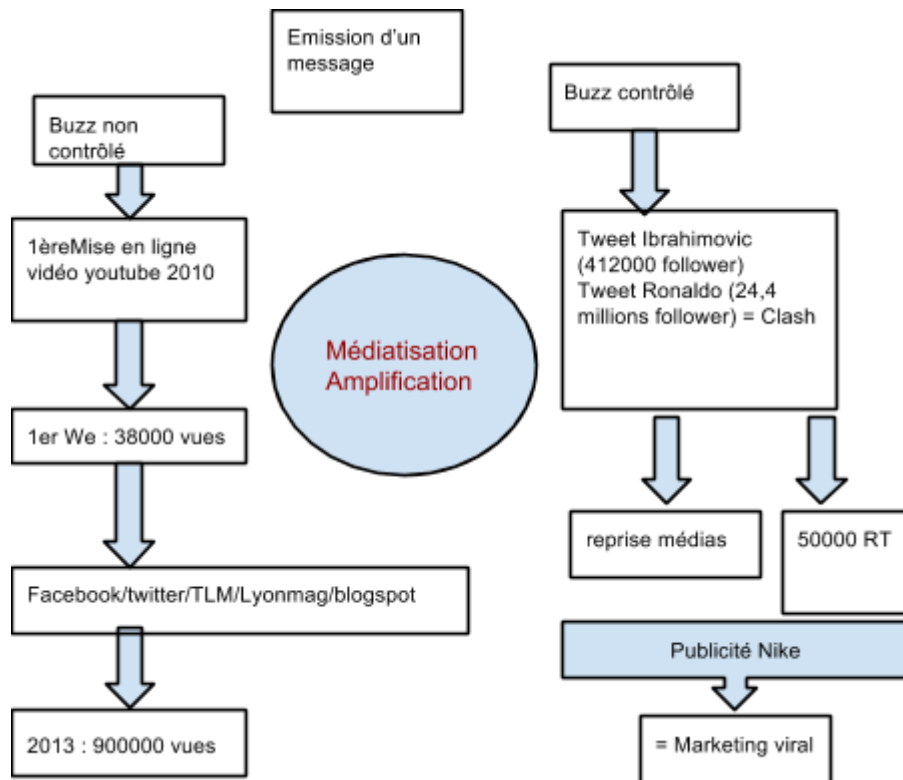 Emission d'un
message
Buzz non
contrôlé
1èreMise en ligne
vidéo youtube 2010
1er We : 38000 vues
Facebook/twitter/TLM/Lyonmag/blogspot
2013 : 900000 vues
Médiatisation
Amplification
Buzz contrôlé
Tweet Ibrahimovic
(412000 follower)
Tweet Ronaldo (24,4
millions follower) = Clash
reprise médias
50000 RT
Publicité Nike
= Marketing viral